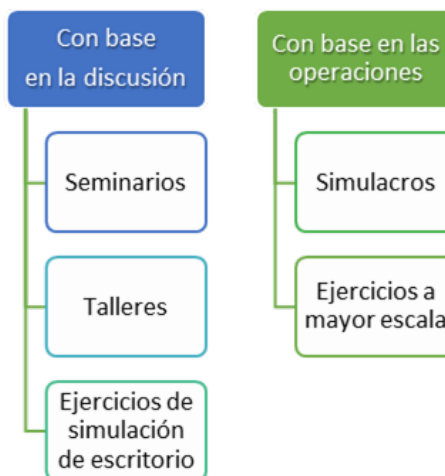 Con base
en la discusión
Seminarios
Talleres
Ejercicios de
simulación
de escritorio
Con base en las
operaciones
Simulacros
Ejercicios a
mayor escala